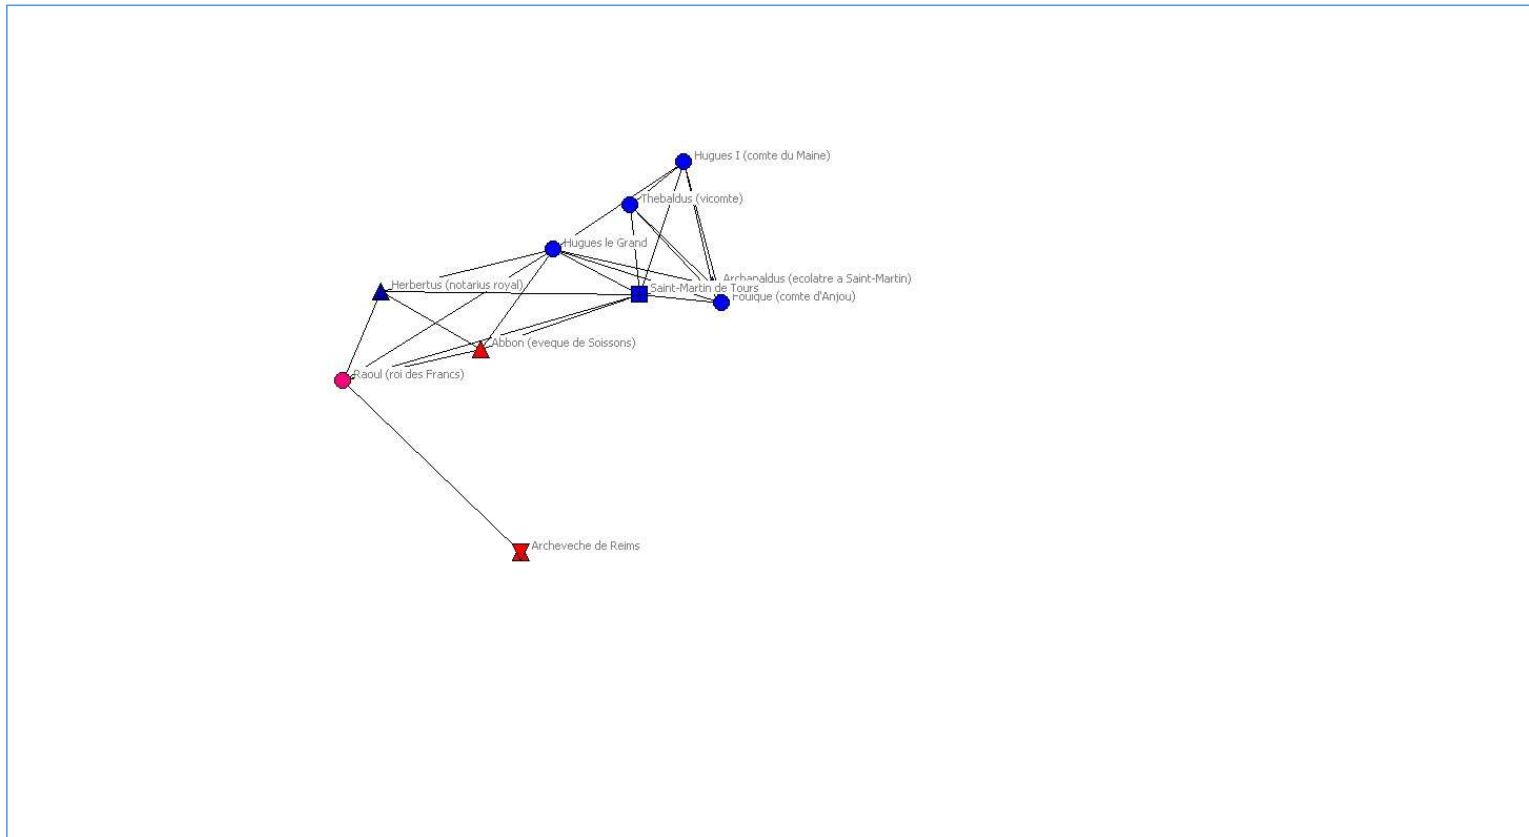 Hugues I (comte du Maine)
Thebaldus (vicomte)
Hugues le Grand
Archanaldus (ecolatre a Saint-Martin)
Herbertus (notarius royal)
Saint-Martin de Tours
Foulque (comte d'Anjou)
Abbon (eveque de Soissons)
Raoul (roi des Francs)
Archeveche de Reims